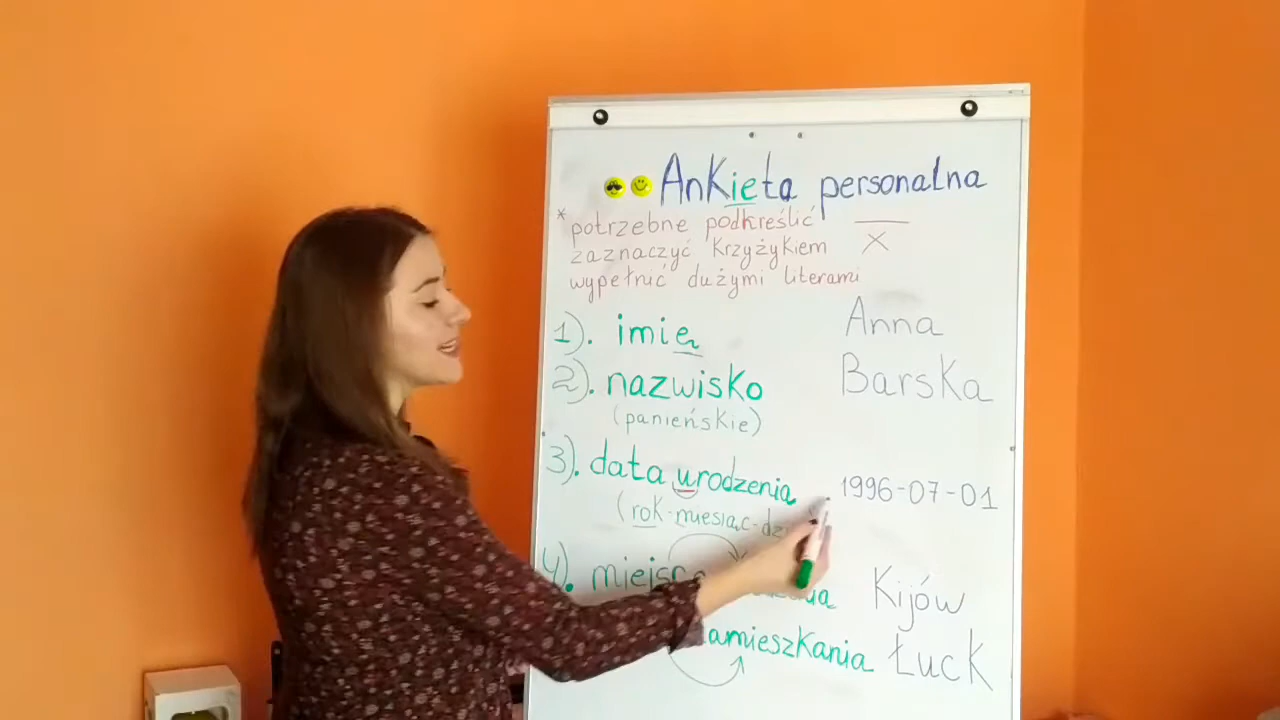 Ankieta personalna
*potrzebne podkreślić
zaznaczyć krzyżykiem X
wypełnić dużymi literami
1). imię Anna
2). nazwisko Barska
(panieńskie)
3). data urodzenia 1996-07-01
(rok-miesiąc-dz
4). miejsce Kijów
amieszkania Łuck